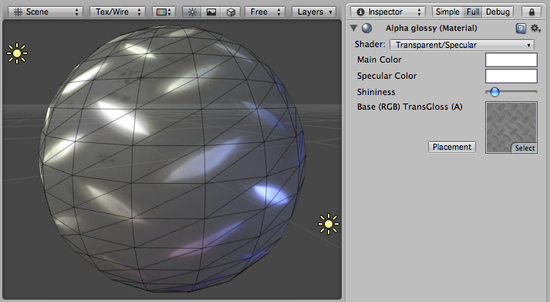 Scene Tex/Wire Free Layers
Inspector Simple Full Debug
Alpha glossy (Material)
Shader: Transparent/Specular
Main Color
Specular Color
Shininess
Base (RGB) TransGloss (A)
Placement Select